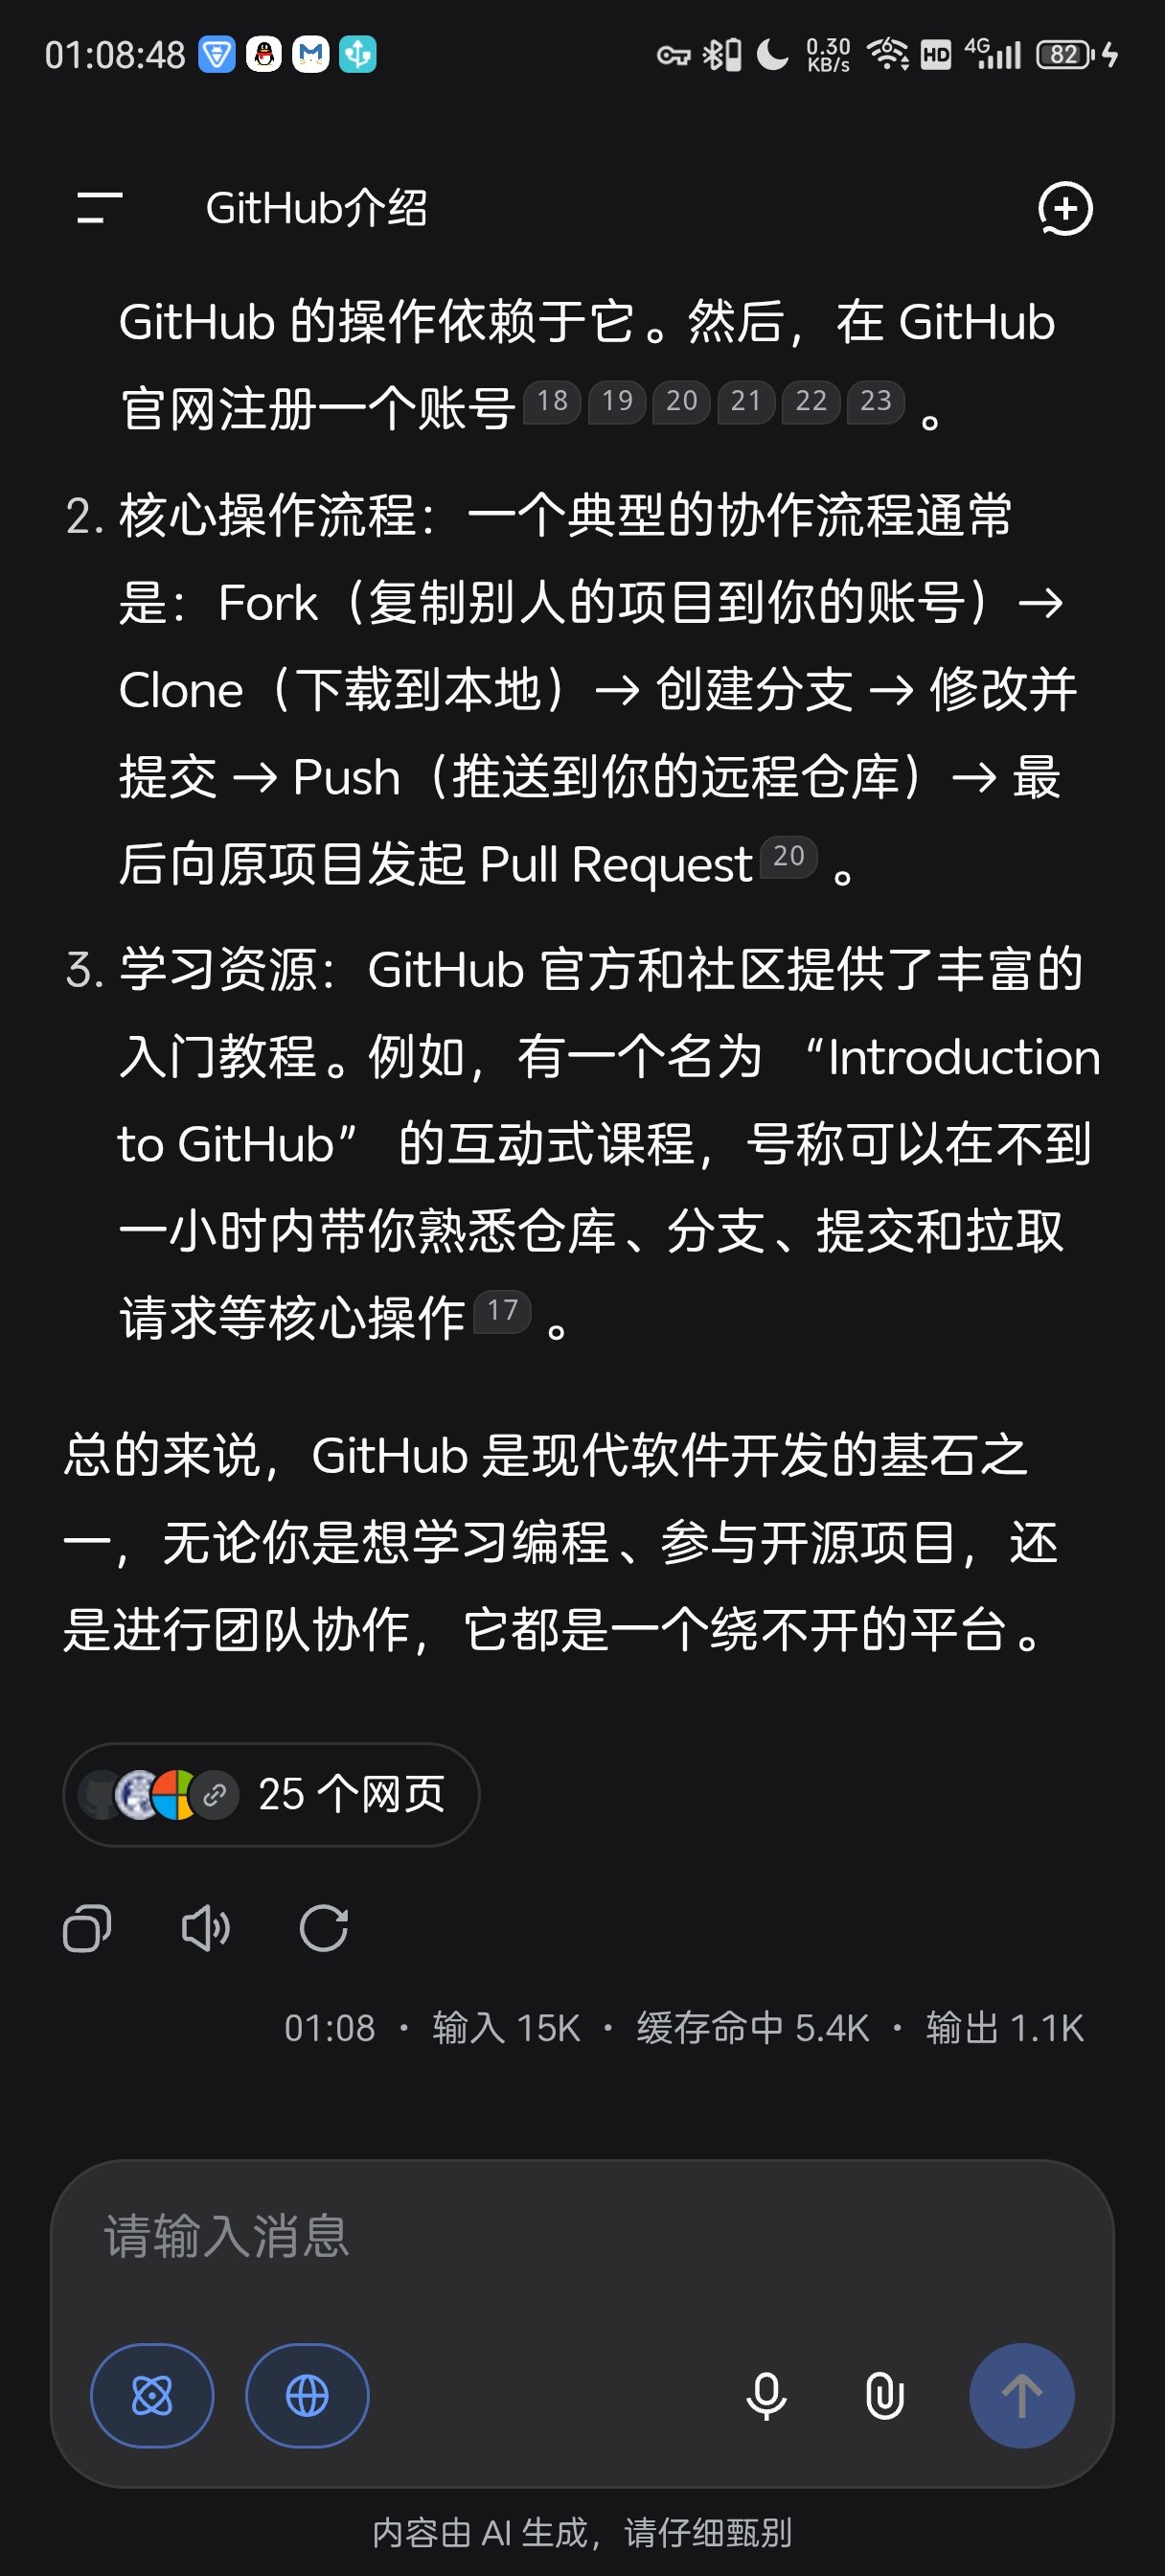 01:08:48 0.30 KB/s 6 HD 4G 82
GitHub介绍
GitHub 的操作依赖于它。然后，在 GitHub
官网注册一个账号 18 19 20 21 22 23 。
2. 核心操作流程：一个典型的协作流程通常
是：Fork（复制别人的项目到你的账号）→
Clone（下载到本地）→ 创建分支 → 修改并
提交 → Push（推送到你的远程仓库）→ 最
后向原项目发起 Pull Request 20 。
3. 学习资源：GitHub 官方和社区提供了丰富的
入门教程。例如，有一个名为 “Introduction
to GitHub” 的互动式课程，号称可以在不到
一小时内带你熟悉仓库、分支、提交和拉取
请求等核心操作 17 。
总的来说，GitHub 是现代软件开发的基石之
一，无论你是想学习编程、参与开源项目，还
是进行团队协作，它都是一个绕不开的平台。
25 个网页
01:08 · 输入 15K · 缓存命中 5.4K · 输出 1.1K
请输入消息
内容由 AI 生成，请仔细甄别